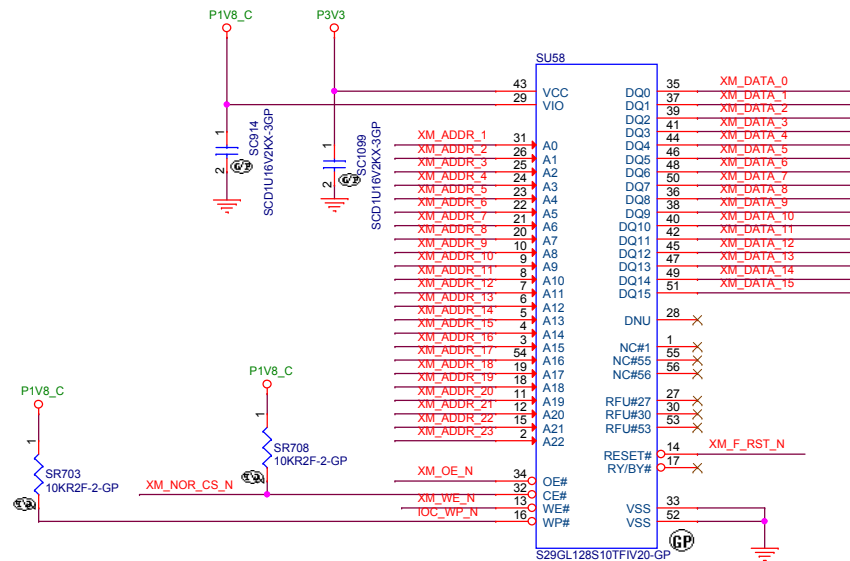 P1V8_C
P3V3
SU58
SC914
SCD1U16V2KX-3GP
SC1099
SCD1U16V2KX-3GP
1
2
1
2
43 VCC
29 VIO
XM_ADDR_1 31 A0
XM_ADDR_2 26 A1
XM_ADDR_3 25 A2
XM_ADDR_4 24 A3
XM_ADDR_5 23 A4
XM_ADDR_6 22 A5
XM_ADDR_7 21 A6
XM_ADDR_8 20 A7
XM_ADDR_9 10 A8
XM_ADDR_10 9 A9
XM_ADDR_11 8 A10
XM_ADDR_12 7 A11
XM_ADDR_13 6 A12
XM_ADDR_14 5 A13
XM_ADDR_15 4 A14
XM_ADDR_16 3 A15
XM_ADDR_17 54 A16
XM_ADDR_18 19 A17
XM_ADDR_19 18 A18
XM_ADDR_20 11 A19
XM_ADDR_21 12 A20
XM_ADDR_22 15 A21
XM_ADDR_23 2 A22
XM_OE_N 34 OE#
XM_NOR_CS_N 32 CE#
XM_WE_N 13 WE#
IOC_WP_N 16 WP#
DQ0 35 XM_DATA_0
DQ1 37 XM_DATA_1
DQ2 39 XM_DATA_2
DQ3 41 XM_DATA_3
DQ4 44 XM_DATA_4
DQ5 46 XM_DATA_5
DQ6 48 XM_DATA_6
DQ7 50 XM_DATA_7
DQ8 36 XM_DATA_8
DQ9 38 XM_DATA_9
DQ10 40 XM_DATA_10
DQ11 42 XM_DATA_11
DQ12 45 XM_DATA_12
DQ13 47 XM_DATA_13
DQ14 49 XM_DATA_14
DQ15 51 XM_DATA_15
DNU 28
NC#1 1
NC#55 55
NC#56 56
RFU#27 27
RFU#30 30
RFU#53 53
RESET# 14 XM_F_RST_N
RY/BY# 17
VSS 33
VSS 52
GP
S29GL128S10TFIV20-GP
P1V8_C
1
SR708
10KR2F-2-GP
P1V8_C
1
SR703
10KR2F-2-GP